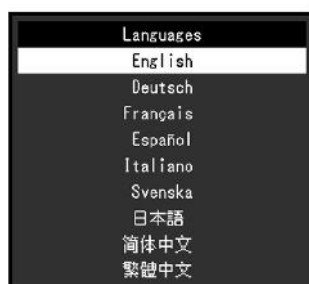 Languages
English
Deutsch
Français
Español
Italiano
Svenska
日本語
简体中文
繁體中文